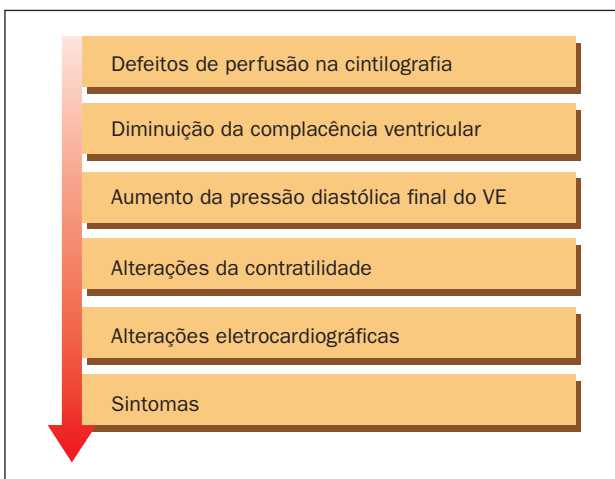 Defeitos de perfusão na cintilografia
Diminuição da complacência ventricular
Aumento da pressão diastólica final do VE
Alterações da contratilidade
Alterações eletrocardiográficas
Sintomas